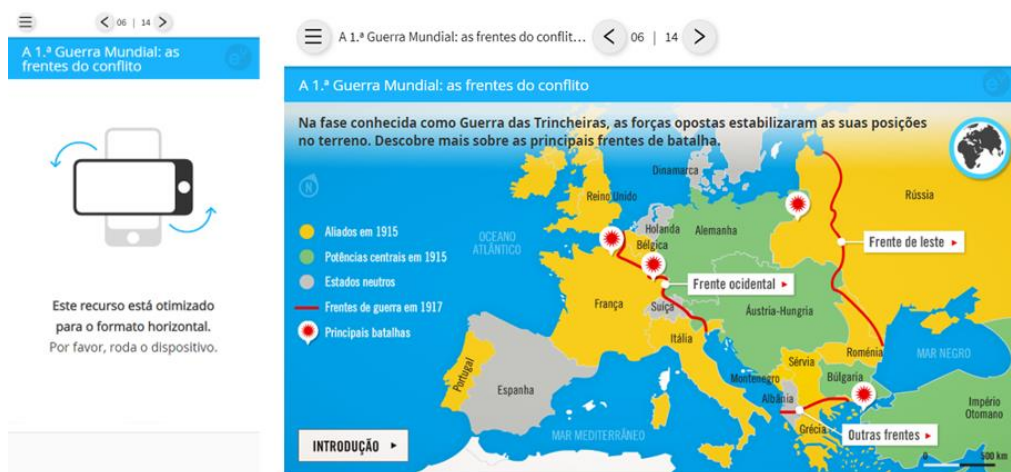 06 | 14
A 1.ª Guerra Mundial: as
frentes do conflito
Este recurso está otimizado
para o formato horizontal.
Por favor, roda o dispositivo.
A 1.ª Guerra Mundial: as frentes do conflit... 06 | 14
A 1.ª Guerra Mundial: as frentes do conflito
Na fase conhecida como Guerra das Trincheiras, as forças opostas estabilizaram as suas posições
no terreno. Descobre mais sobre as principais frentes de batalha.
N
Dinamarca
Reino Unido
Rússia
Holanda
Alemanha
Bélgica
OCEANO
ATLÂNTICO
Aliados em 1915
Potências centrais em 1915
Estados neutros
Frentes de guerra em 1917
Principais batalhas
Frente de leste
Frente ocidental
França
Suíça
Áustria-Hungria
Itália
Roménia
MAR NEGRO
Sérvia
Montenegro
Bulgária
Albânia
Portugal
Espanha
Império
Otomano
Grécia
Outras frentes
MAR MEDITERRÂNEO
INTRODUÇÃO
0 500 km